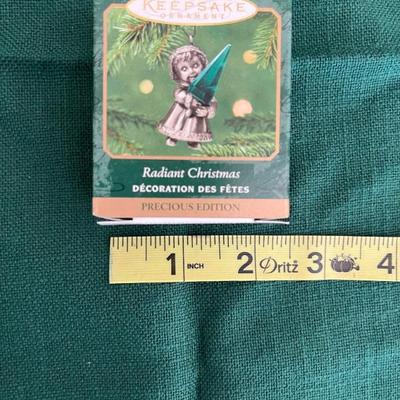 KEEPSAKE
ORNAMENT
Radiant Christmas
DÉCORATION DES FÊTES
PRECIOUS EDITION
1 INCH 2 Dritz 3 4